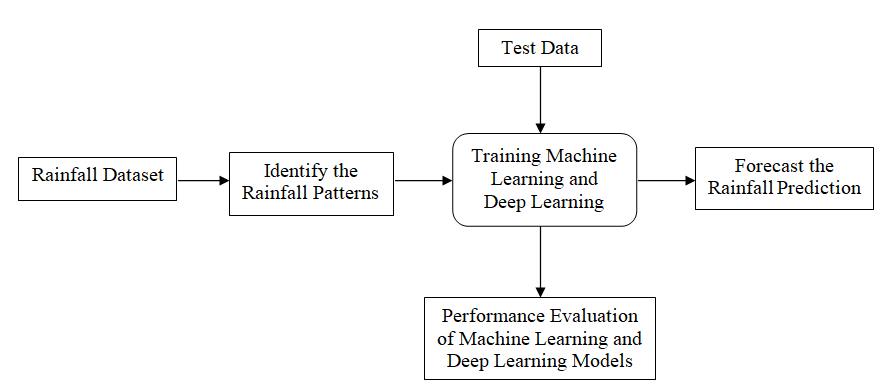 Test Data
Rainfall Dataset
Identify the
Rainfall Patterns
Training Machine
Learning and
Deep Learning
Forecast the
Rainfall Prediction
Performance Evaluation
of Machine Learning and
Deep Learning Models